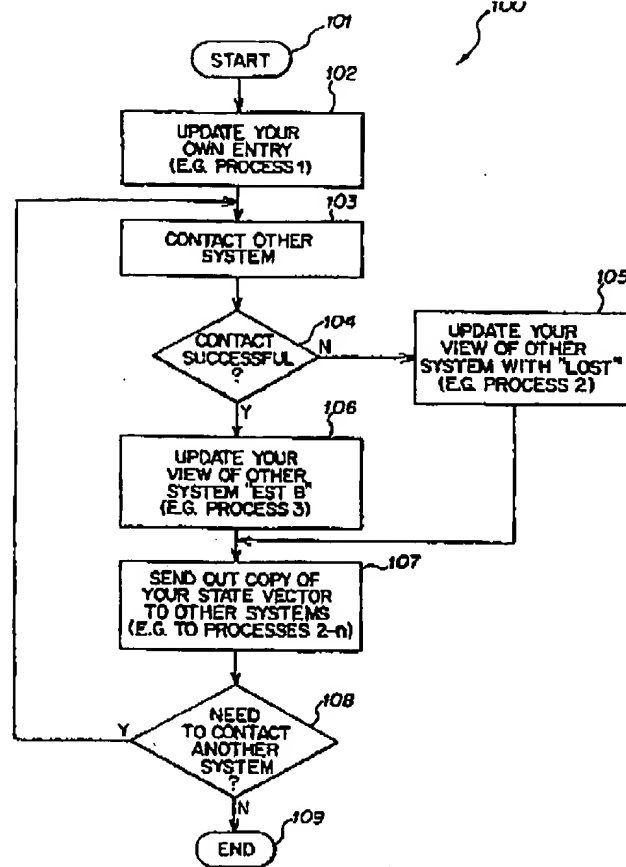 100
101
START
102
UPDATE YOUR
OWN ENTRY
(E.G. PROCESS 1)
103
CONTACT OTHER
SYSTEM
104
CONTACT
SUCCESSFUL
?
N
Y
105
UPDATE YOUR
VIEW OF OTHER
SYSTEM WITH "LOST"
(E.G. PROCESS 2)
106
UPDATE YOUR
VIEW OF OTHER
SYSTEM "EST B"
(E.G. PROCESS 3)
107
SEND OUT COPY OF
YOUR STATE VECTOR
TO OTHER SYSTEMS
(E.G. TO PROCESSES 2-n)
108
NEED
TO CONTACT
ANOTHER
SYSTEM
?
Y
N
109
END